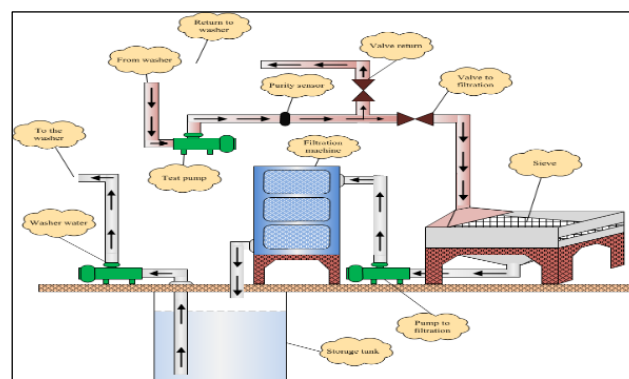 Return to
washer
From washer
Valve return
Purity sensor
Valve to
filtration
To the
washer
Test pump
Filtration
machine
Sieve
Washer water
Pump to
filtration
Storage tank